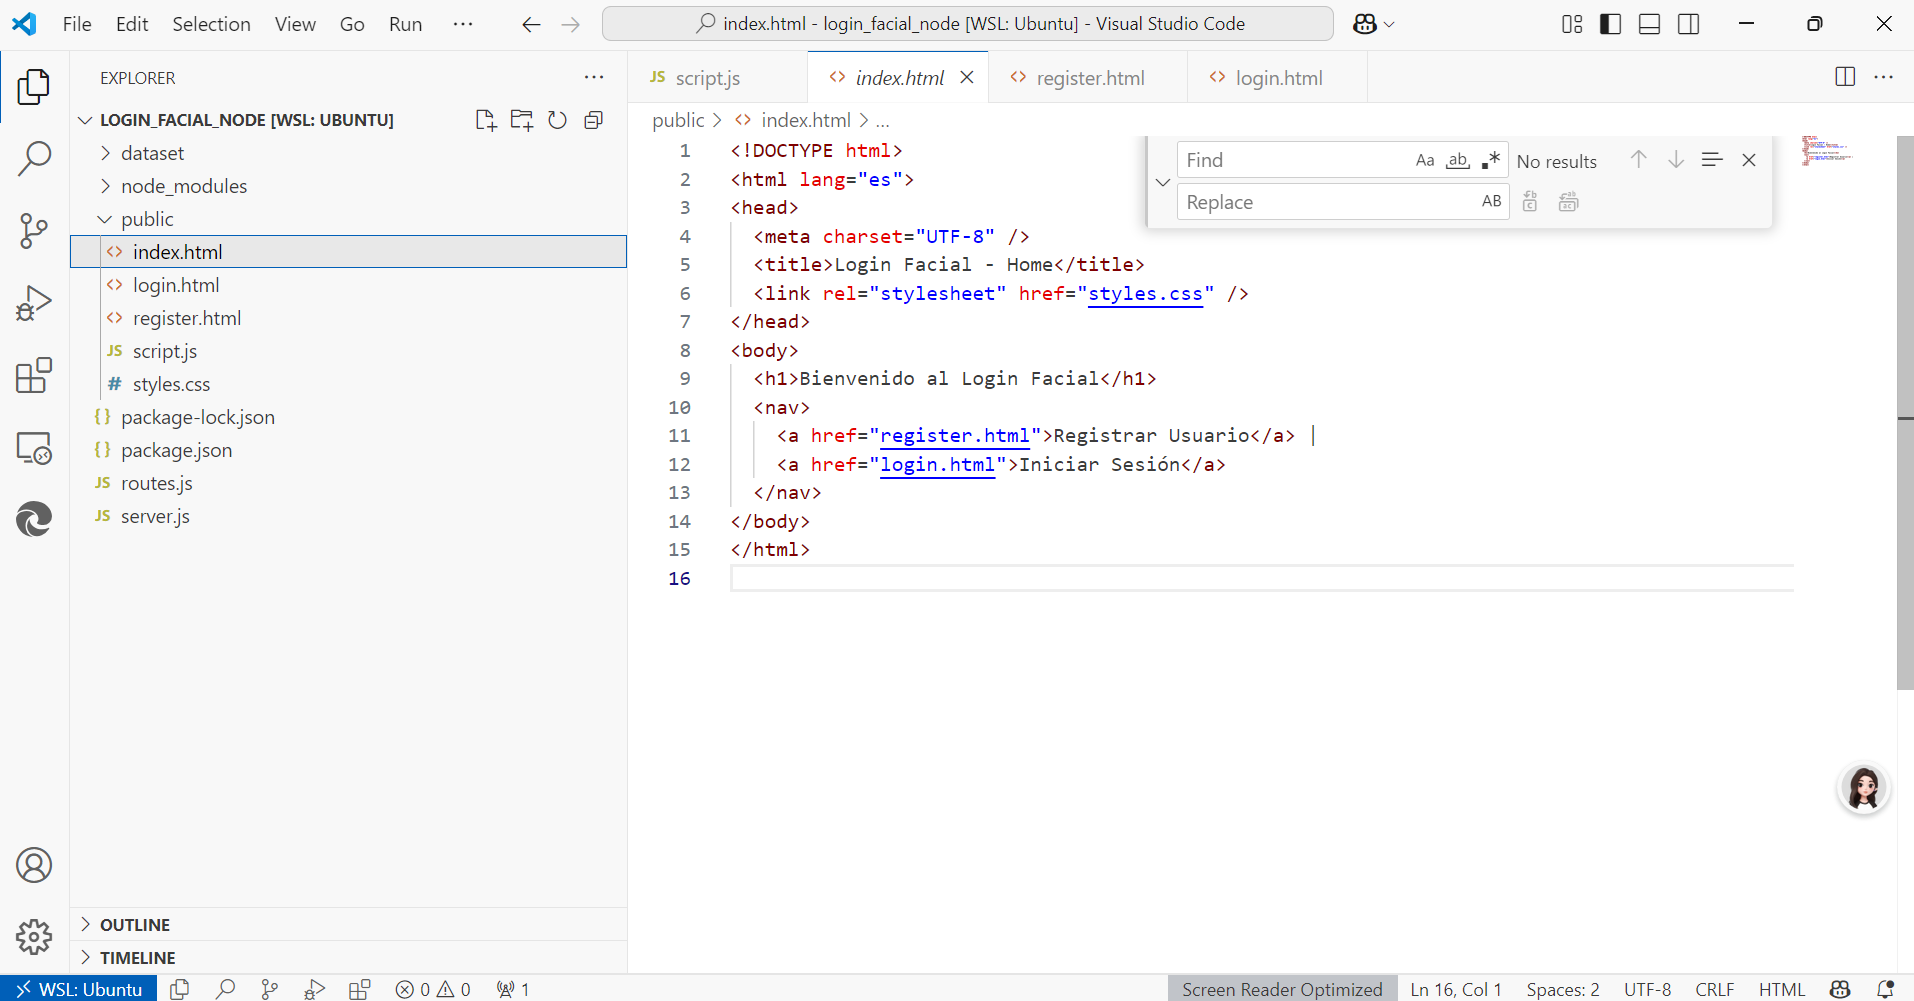 File Edit Selection View Go Run ··· index.html - login_facial_node [WSL: Ubuntu] - Visual Studio Code
EXPLORER
LOGIN_FACIAL_NODE [WSL: UBUNTU]
dataset
node_modules
public
<> index.html
<> login.html
<> register.html
JS script.js
# styles.css
{} package-lock.json
{} package.json
JS routes.js
JS server.js
OUTLINE
TIMELINE
JS script.js <> index.html <> register.html <> login.html
public > <> index.html > ...
Find Aa ab .* No results
Replace AB
1 <!DOCTYPE html>
2 <html lang="es">
3 <head>
4 <meta charset="UTF-8" />
5 <title>Login Facial - Home</title>
6 <link rel="stylesheet" href="styles.css" />
7 </head>
8 <body>
9 <h1>Bienvenido al Login Facial</h1>
10 <nav>
11 <a href="register.html">Registrar Usuario</a> |
12 <a href="login.html">Iniciar Sesión</a>
13 </nav>
14 </body>
15 </html>
16
WSL: Ubuntu 0 0 1 Screen Reader Optimized Ln 16, Col 1 Spaces: 2 UTF-8 CRLF HTML